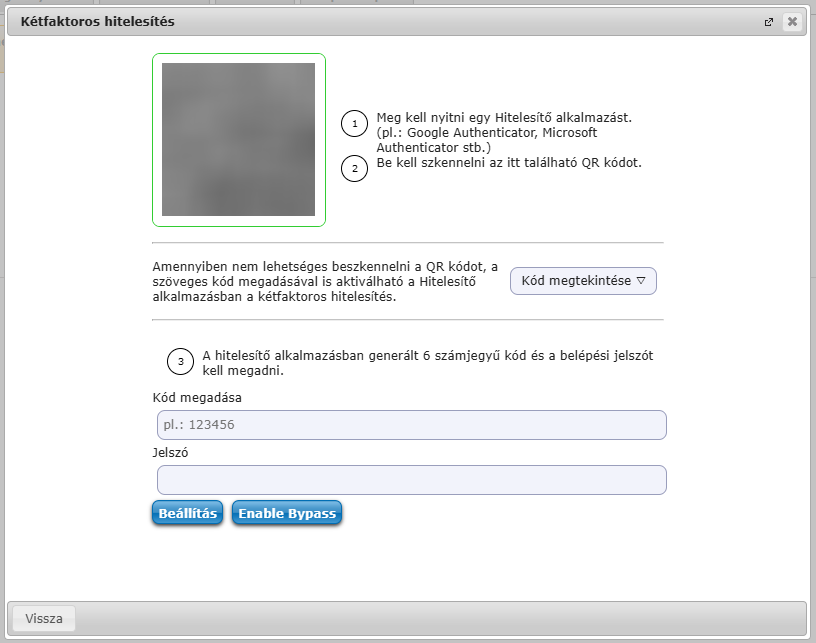 Kétfaktoros hitelesítés
1
Meg kell nyitni egy Hitelesítő alkalmazást.
(pl.: Google Authenticator, Microsoft
Authenticator stb.)
2
Be kell szkennelni az itt található QR kódot.
Amennyiben nem lehetséges beszkennelni a QR kódot, a
szöveges kód megadásával is aktiválható a Hitelesítő
alkalmazásban a kétfaktoros hitelesítés.
Kód megtekintése ▽
3
A hitelesítő alkalmazásban generált 6 számjegyű kód és a belépési jelszót
kell megadni.
Kód megadása
pl.: 123456
Jelszó
Beállítás
Enable Bypass
Vissza